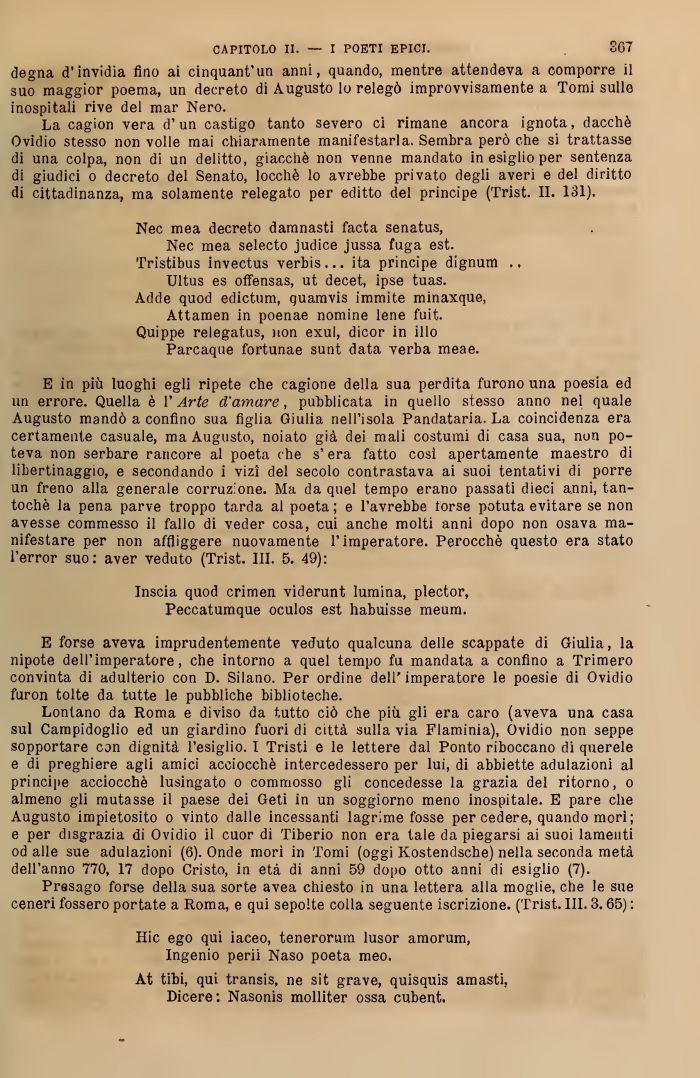 CAPITOLO II. — I POETI EPICI. 367
degna d'invidia fino ai cinquant'un anni, quando, mentre attendeva a comporre il
suo maggior poema, un decreto di Augusto lo relegò improvvisamente a Tomi sulle
inospitali rive del mar Nero.
La cagion vera d'un castigo tanto severo ci rimane ancora ignota, dacchè
Ovidio stesso non volle mai chiaramente manifestarla. Sembra però che si trattasse
di una colpa, non di un delitto, giacchè non venne mandato in esiglio per sentenza
di giudici o decreto del Senato, locchè lo avrebbe privato degli averi e del diritto
di cittadinanza, ma solamente relegato per editto del principe (Trist. II. 131).
Nec mea decreto damnasti facta senatus,
Nec mea selecto judice jussa fuga est.
Tristibus invectus verbis... ita principe dignum ..
Ultus es offensas, ut decet, ipse tuas.
Adde quod edictum, quamvis immite minaxque,
Attamen in poenae nomine lene fuit.
Quippe relegatus, non exul, dicor in illo
Parcaque fortunae sunt data verba meae.
E in più luoghi egli ripete che cagione della sua perdita furono una poesia ed
un errore. Quella è l'Arte d'amare, pubblicata in quello stesso anno nel quale
Augusto mandò a confino sua figlia Giulia nell'isola Pandataria. La coincidenza era
certamente casuale, ma Augusto, noiato già dei mali costumi di casa sua, non po-
teva non serbare rancore al poeta che s'era fatto così apertamente maestro di
libertinaggio, e secondando i vizî del secolo contrastava ai suoi tentativi di porre
un freno alla generale corruzione. Ma da quel tempo erano passati dieci anni, tan-
tochè la pena parve troppo tarda al poeta; e l'avrebbe forse potuta evitare se non
avesse commesso il fallo di veder cosa, cui anche molti anni dopo non osava ma-
nifestare per non affliggere nuovamente l'imperatore. Perocchè questo era stato
l'error suo: aver veduto (Trist. III. 5. 49):
Inscia quod crimen viderunt lumina, plector,
Peccatumque oculos est habuisse meum.
E forse aveva imprudentemente veduto qualcuna delle scappate di Giulia, la
nipote dell'imperatore, che intorno a quel tempo fu mandata a confino a Trimero
convinta di adulterio con D. Silano. Per ordine dell'imperatore le poesie di Ovidio
furon tolte da tutte le pubbliche biblioteche.
Lontano da Roma e diviso da tutto ciò che più gli era caro (aveva una casa
sul Campidoglio ed un giardino fuori di città sulla via Flaminia), Ovidio non seppe
sopportare con dignità l'esiglio. I Tristi e le lettere dal Ponto riboccano di querele
e di preghiere agli amici acciocchè intercedessero per lui, di abbiette adulazioni al
principe acciocchè lusingato o commosso gli concedesse la grazia del ritorno, o
almeno gli mutasse il paese dei Geti in un soggiorno meno inospitale. E pare che
Augusto impietosito o vinto dalle incessanti lagrime fosse per cedere, quando morì;
e per disgrazia di Ovidio il cuor di Tiberio non era tale da piegarsi ai suoi lamenti
od alle sue adulazioni (6). Onde morì in Tomi (oggi Kostendsche) nella seconda metà
dell'anno 770, 17 dopo Cristo, in età di anni 59 dopo otto anni di esiglio (7).
Presago forse della sua sorte avea chiesto in una lettera alla moglie, che le sue
ceneri fossero portate a Roma, e qui sepolte colla seguente iscrizione. (Trist. III. 3. 65):
Hic ego qui iaceo, tenerorum lusor amorum,
Ingenio perii Naso poeta meo.
At tibi, qui transis, ne sit grave, quisquis amasti,
Dicere: Nasonis molliter ossa cubent.